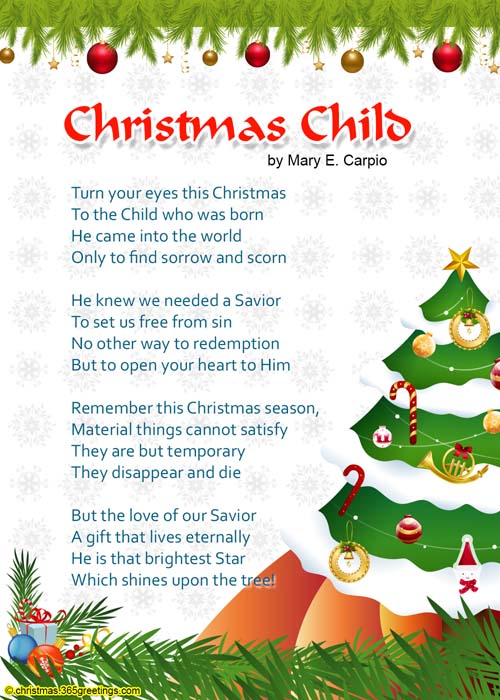 Christmas Child
by Mary E. Carpio
Turn your eyes this Christmas
To the Child who was born
He came into the world
Only to find sorrow and scorn
He knew we needed a Savior
To set us free from sin
No other way to redemption
But to open your heart to Him
Remember this Christmas season,
Material things cannot satisfy
They are but temporary
They disappear and die
But the love of our Savior
A gift that lives eternally
He is that brightest Star
Which shines upon the tree!
© christmas.365greetings.com